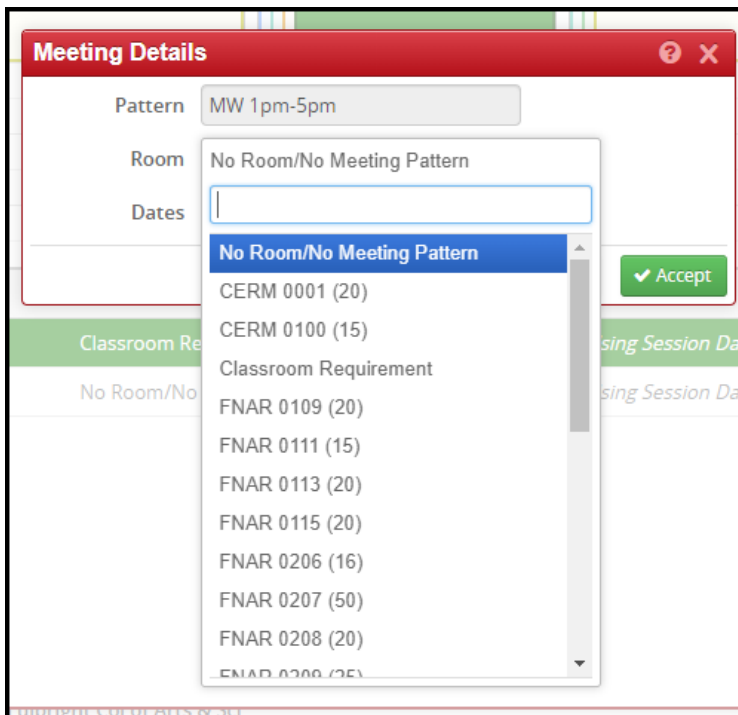 Meeting Details
Pattern MW 1pm-5pm
Room No Room/No Meeting Pattern
Dates
No Room/No Meeting Pattern
CERM 0001 (20)
CERM 0100 (15)
Accept
Classroom Re
sing Session Da
Classroom Requirement
No Room/No
sing Session Da
FNAR 0109 (20)
FNAR 0111 (15)
FNAR 0113 (20)
FNAR 0115 (20)
FNAR 0206 (16)
FNAR 0207 (50)
FNAR 0208 (20)
FNAR 0209 (25)